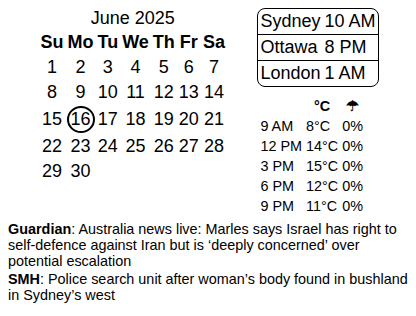 June 2025
Su Mo Tu We Th Fr Sa
1 2 3 4 5 6 7
8 9 10 11 12 13 14
15 16 17 18 19 20 21
22 23 24 25 26 27 28
29 30
Sydney 10 AM
Ottawa 8 PM
London 1 AM
°C ☂
9 AM 8°C 0%
12 PM 14°C 0%
3 PM 15°C 0%
6 PM 12°C 0%
9 PM 11°C 0%
Guardian: Australia news live: Marles says Israel has right to
self-defence against Iran but is ‘deeply concerned’ over
potential escalation
SMH: Police search unit after woman’s body found in bushland
in Sydney’s west